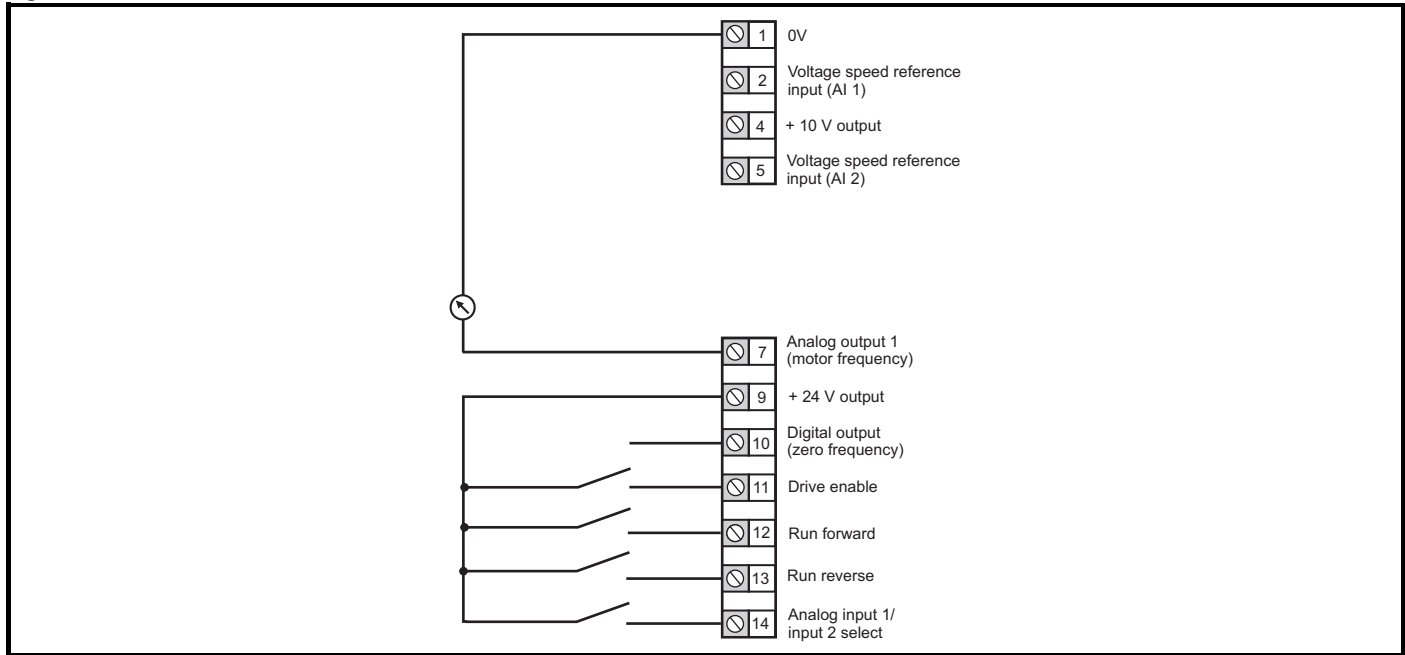 1 0V
2 Voltage speed reference
input (AI 1)
4 + 10 V output
5 Voltage speed reference
input (AI 2)
7 Analog output 1
(motor frequency)
9 + 24 V output
10 Digital output
(zero frequency)
11 Drive enable
12 Run forward
13 Run reverse
14 Analog input 1/
input 2 select